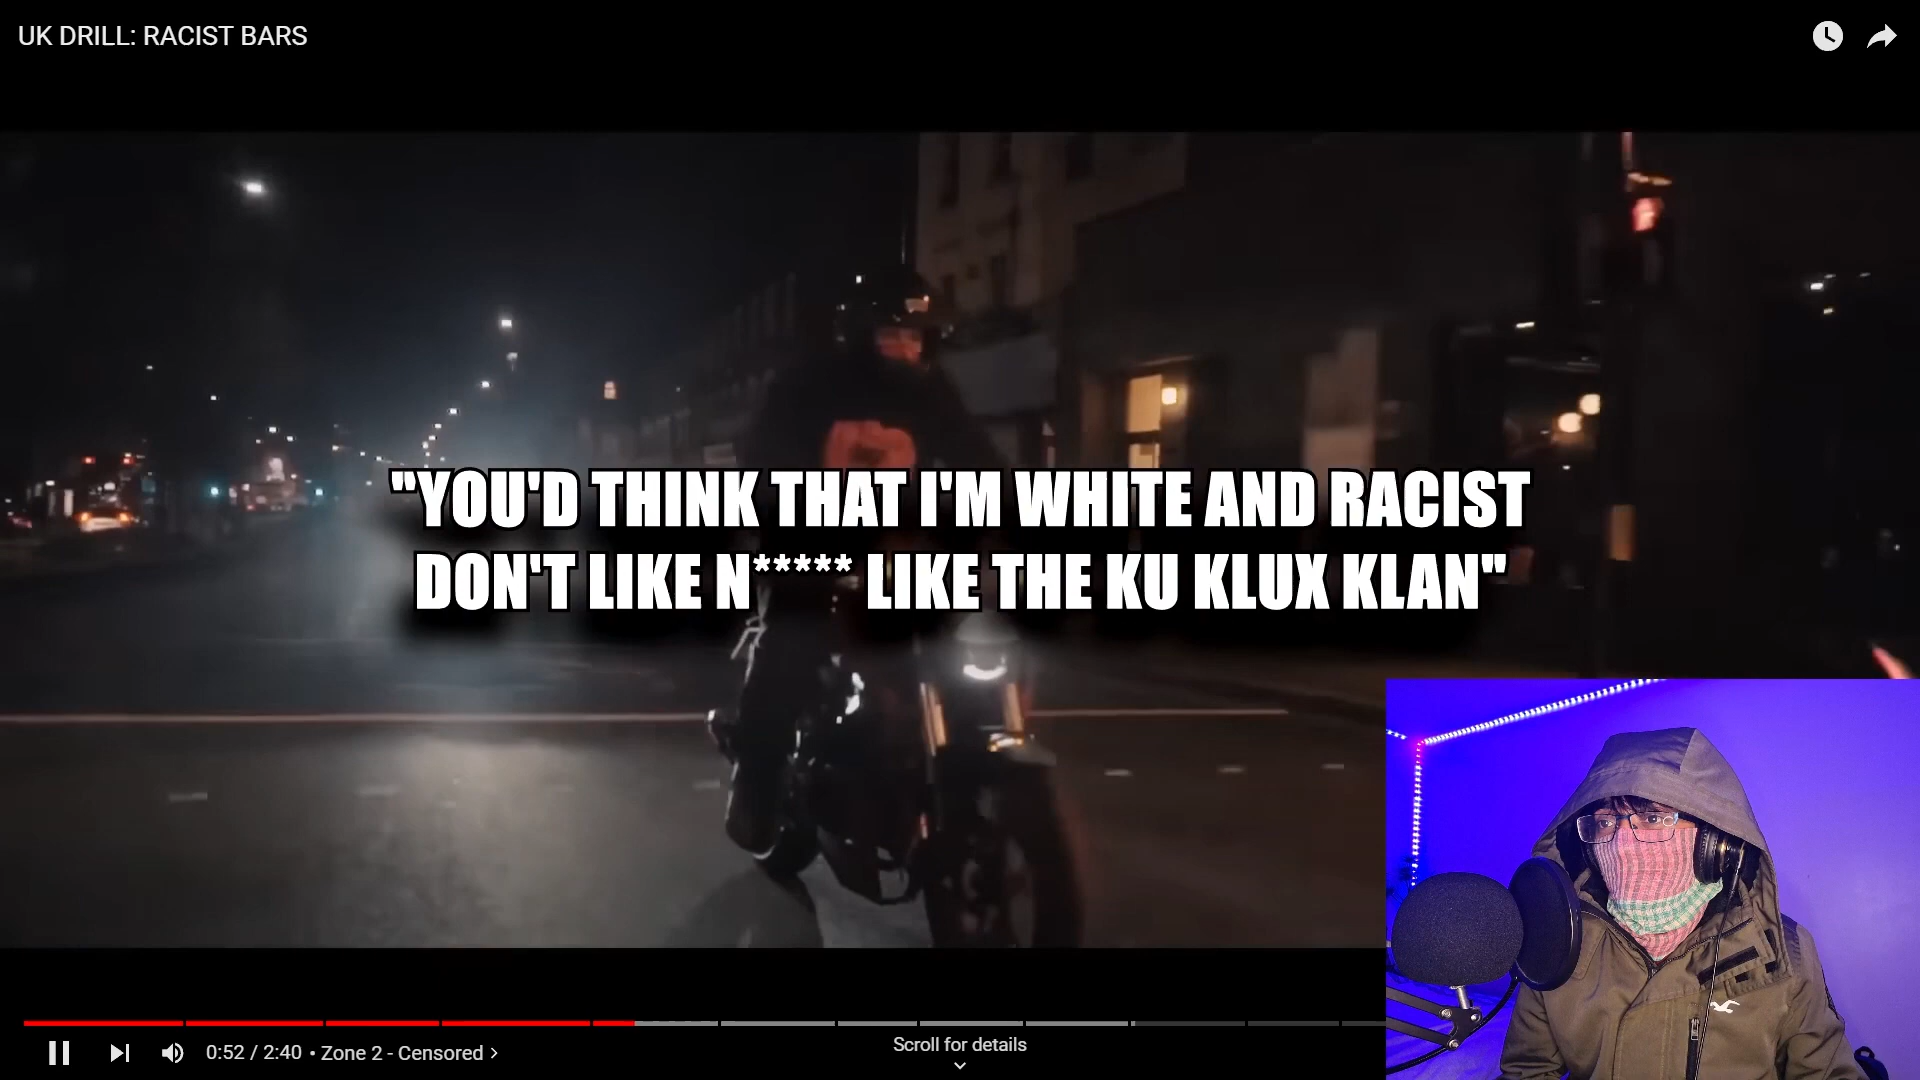 UK DRILL: RACIST BARS
"YOU'D THINK THAT I'M WHITE AND RACIST
DON'T LIKE N***** LIKE THE KU KLUX KLAN"
Scroll for details
0:52 / 2:40 • Zone 2 - Censored